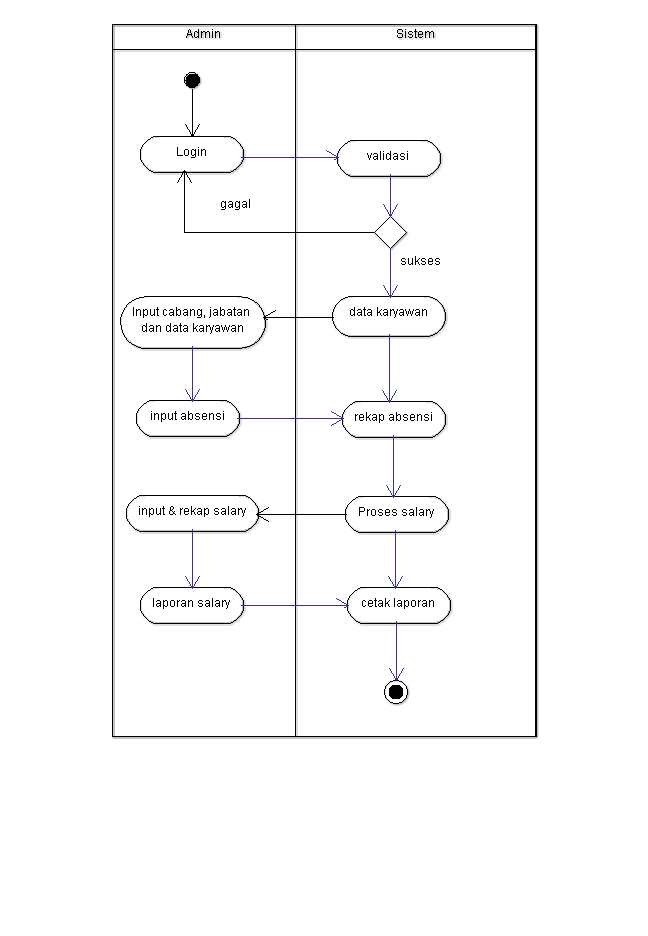 Admin
Sistem
Login
validasi
gagal
sukses
Input cabang, jabatan
dan data karyawan
data karyawan
input absensi
rekap absensi
input & rekap salary
Proses salary
laporan salary
cetak laporan